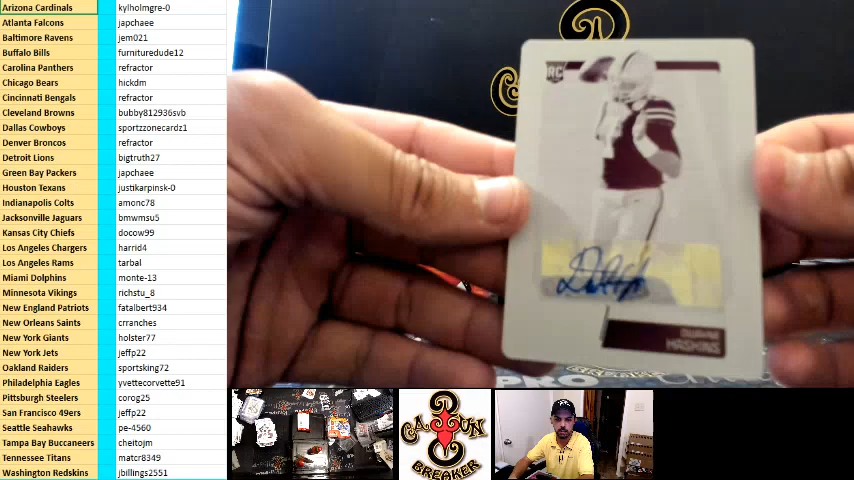 Arizona Cardinals kylholmgre-0
Atlanta Falcons japchaee
Baltimore Ravens jem021
Buffalo Bills furnituredude12
Carolina Panthers refractor
Chicago Bears hickdm
Cincinnati Bengals refractor
Cleveland Browns bubby812936svb
Dallas Cowboys sportzzonecardz1
Denver Broncos refractor
Detroit Lions bigtruth27
Green Bay Packers japchaee
Houston Texans justikarpinsk-0
Indianapolis Colts amonc78
Jacksonville Jaguars bmwmsu5
Kansas City Chiefs docow99
Los Angeles Chargers harrid4
Los Angeles Rams tarbal
Miami Dolphins monte-13
Minnesota Vikings richstu_8
New England Patriots fatalbert934
New Orleans Saints crranches
New York Giants holster77
New York Jets jeffp22
Oakland Raiders sportsking72
Philadelphia Eagles yvettecorvette91
Pittsburgh Steelers corog25
San Francisco 49ers jeffp22
Seattle Seahawks pe-4560
Tampa Bay Buccaneers cheitojm
Tennessee Titans matcr8349
Washington Redskins jbillings2551
RC
DWAYNE
HASKINS
CAJUN
BREAKER